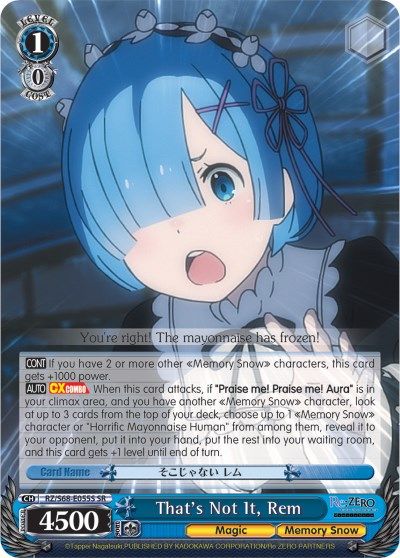 LEVEL
1
0
COST
You're right! The mayonnaise has frozen!
CONT If you have 2 or more other «Memory Snow» characters, this card
gets +1000 power.
AUTO CXCOMBO When this card attacks, if "Praise me! Praise me! Aura" is in
your climax area, and you have another «Memory Snow» character,
look at up to 3 cards from the top of your deck, choose up to 1 «Memory Snow»
character or "Horrific Mayonnaise Human" from among them, reveal it to
your opponent, put it into your hand, put the rest into your waiting room,
and this card gets +1 level until end of turn.
Card Name そこじゃない レム
CH RZ/S68-E055S SR
That's Not It, Rem
Re:ZERO
POWER
4500
Magic
Memory Snow
©Tappei Nagatsuki,PUBLISHED BY KADOKAWA CORPORATION/Re:ZERO PARTNERS